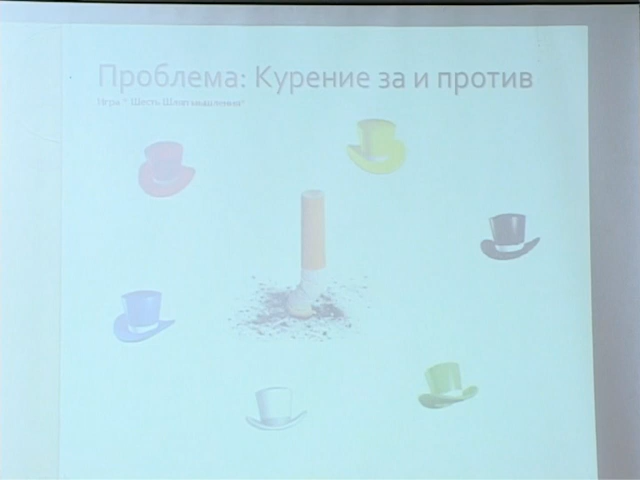 Проблема: Курение за и против
Игра " Шесть Шляп мышления"